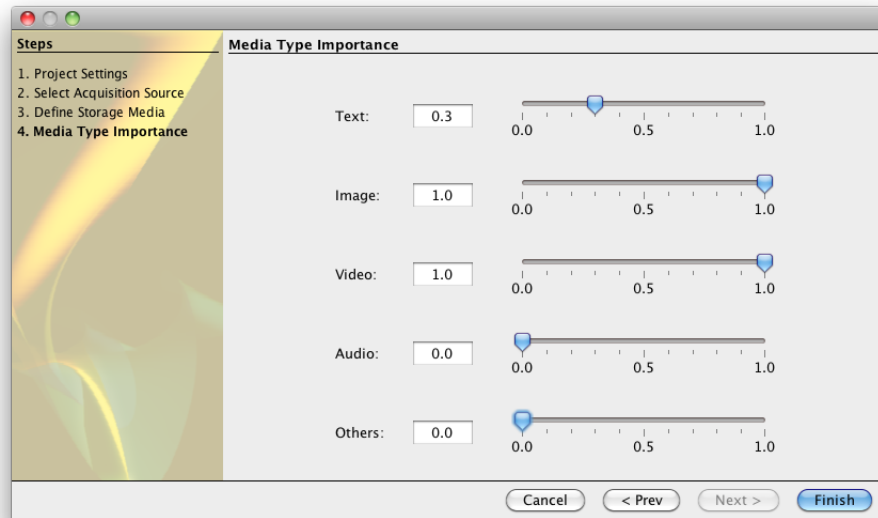 Steps
1. Project Settings
2. Select Acquisition Source
3. Define Storage Media
4. Media Type Importance
Media Type Importance
Text: 0.3
0.0 0.5 1.0
Image: 1.0
0.0 0.5 1.0
Video: 1.0
0.0 0.5 1.0
Audio: 0.0
0.0 0.5 1.0
Others: 0.0
0.0 0.5 1.0
Cancel < Prev Next > Finish